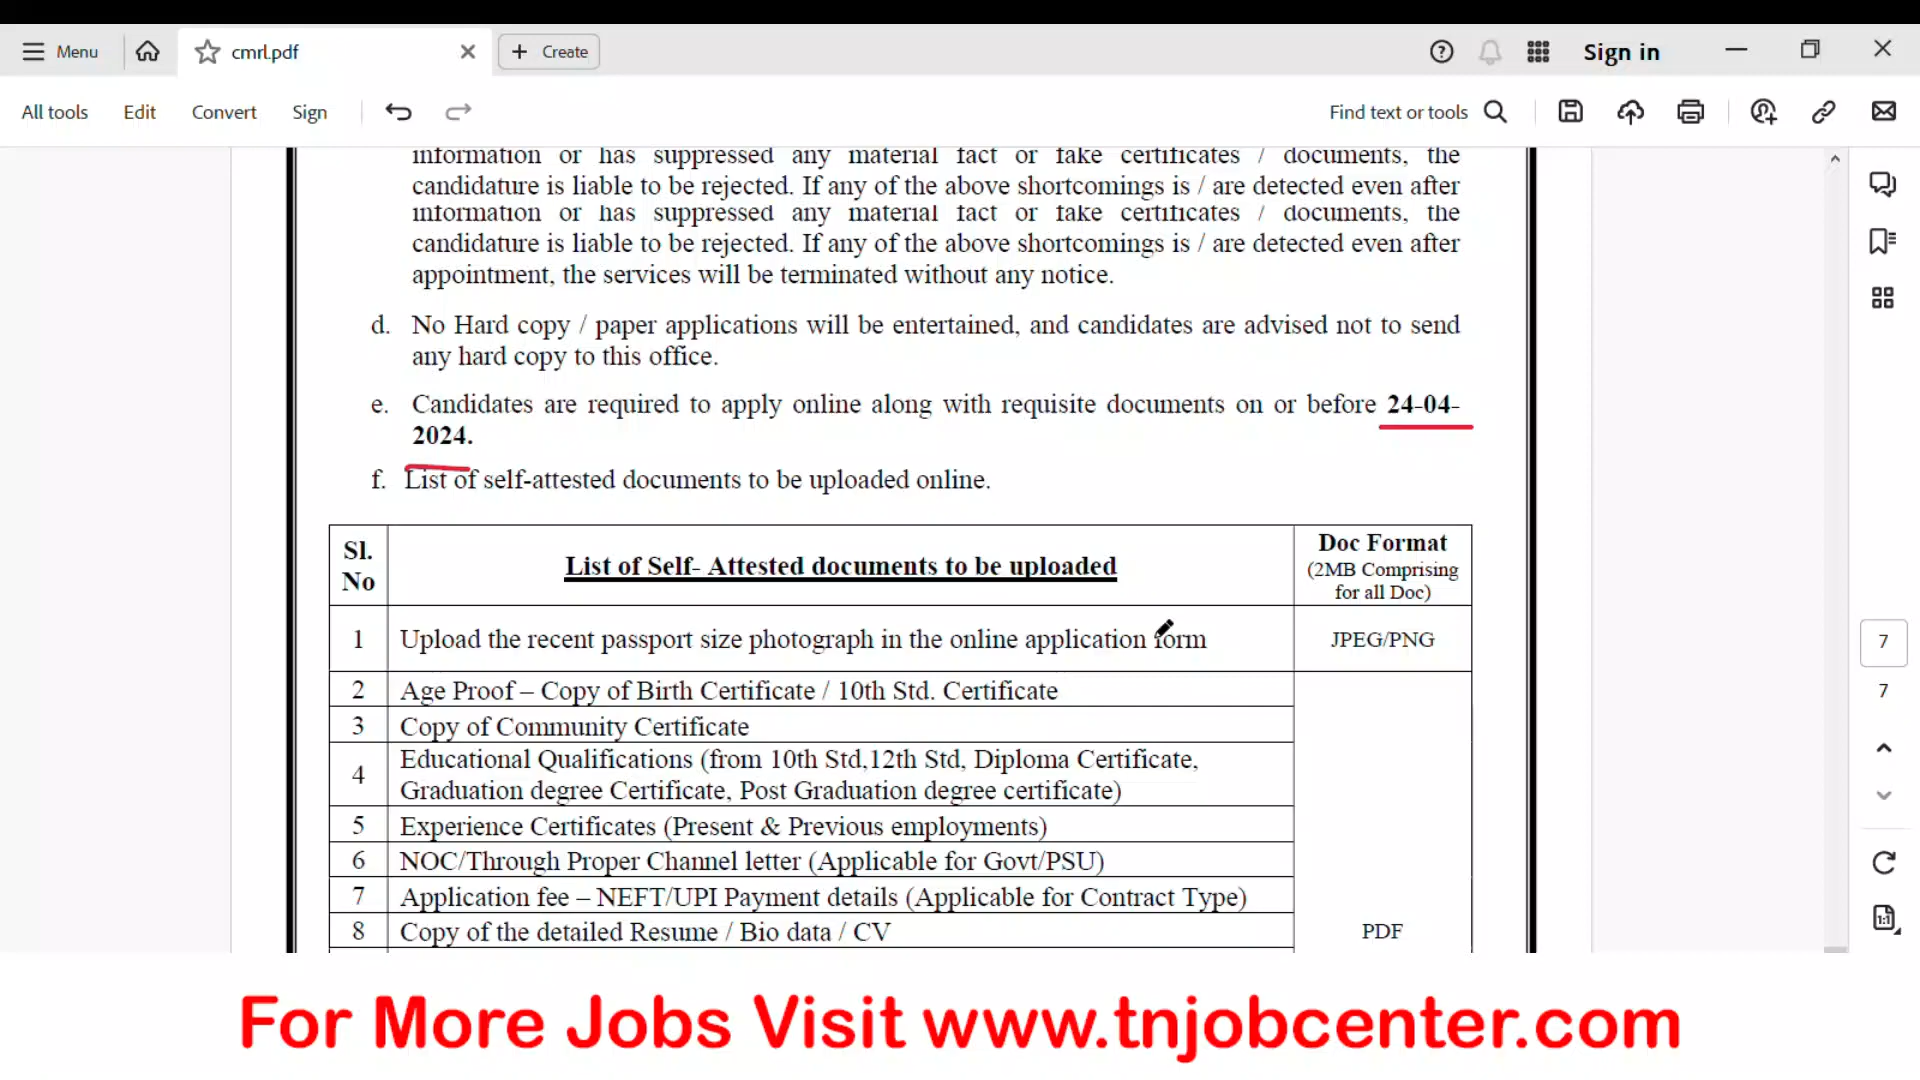 Menu
cmrl.pdf
Create
Sign in
All tools
Edit
Convert
Sign
Find text or tools
information or has suppressed any material fact or fake certificates / documents, the
candidature is liable to be rejected. If any of the above shortcomings is / are detected even after
information or has suppressed any material fact or fake certificates / documents, the
candidature is liable to be rejected. If any of the above shortcomings is / are detected even after
appointment, the services will be terminated without any notice.
d. No Hard copy / paper applications will be entertained, and candidates are advised not to send
any hard copy to this office.
e. Candidates are required to apply online along with requisite documents on or before 24-04-
2024.
f. List of self-attested documents to be uploaded online.
Sl.
No
List of Self- Attested documents to be uploaded
Doc Format
(2MB Comprising
for all Doc)
1 Upload the recent passport size photograph in the online application form JPEG/PNG
2 Age Proof – Copy of Birth Certificate / 10th Std. Certificate
3 Copy of Community Certificate
4 Educational Qualifications (from 10th Std,12th Std, Diploma Certificate,
Graduation degree Certificate, Post Graduation degree certificate)
5 Experience Certificates (Present & Previous employments)
6 NOC/Through Proper Channel letter (Applicable for Govt/PSU)
7 Application fee – NEFT/UPI Payment details (Applicable for Contract Type)
8 Copy of the detailed Resume / Bio data / CV PDF
7
7
1:1
For More Jobs Visit www.tnjobcenter.com